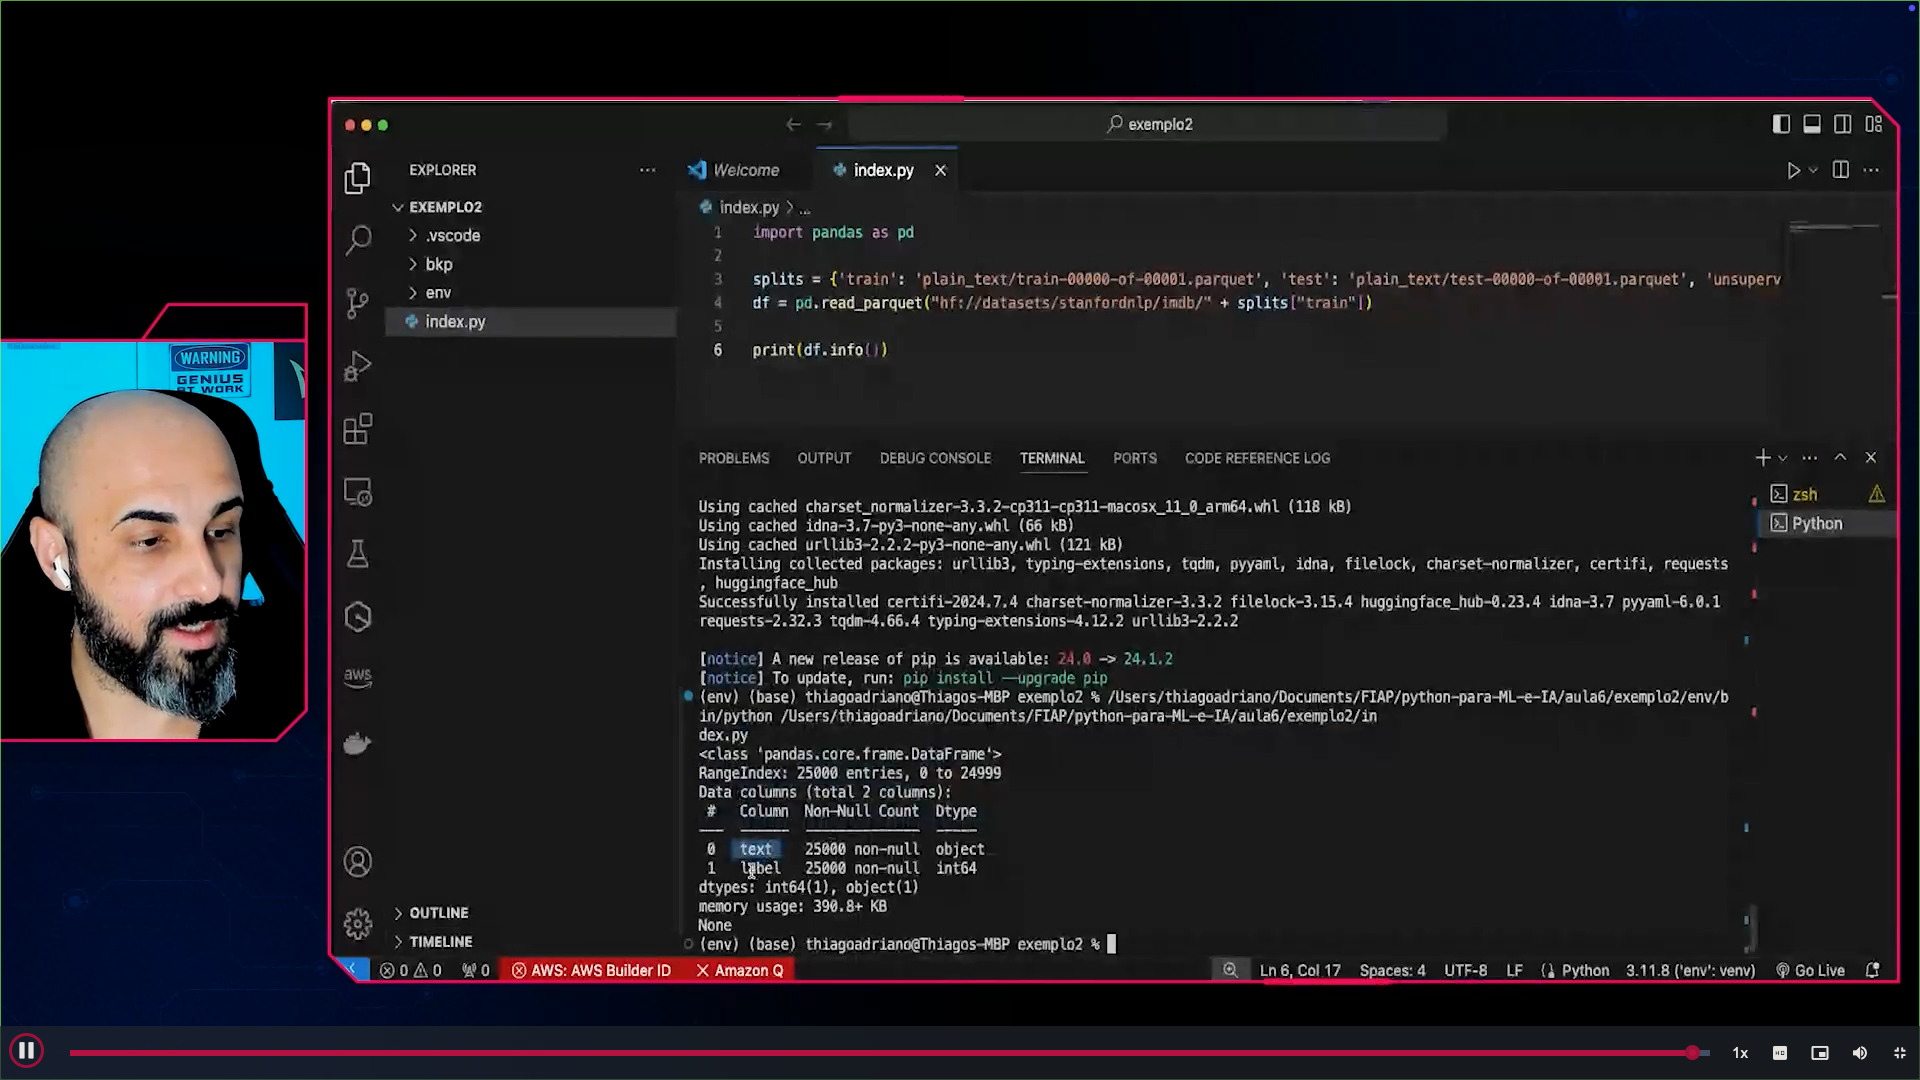 exemplo2
EXPLORER
Welcome
index.py
EXEMPLO2
.vscode
bkp
env
index.py
index.py > ...
1 import pandas as pd
2
3 splits = {'train': 'plain_text/train-00000-of-00001.parquet', 'test': 'plain_text/test-00000-of-00001.parquet', 'unsuperv
4 df = pd.read_parquet("hf://datasets/stanfordnlp/imdb/" + splits["train"])
5
6 print(df.info())
WARNING
GENIUS
AT WORK
PROBLEMS OUTPUT DEBUG CONSOLE TERMINAL PORTS CODE REFERENCE LOG
zsh
Python
Using cached charset_normalizer-3.3.2-cp311-cp311-macosx_11_0_arm64.whl (118 kB)
Using cached idna-3.7-py3-none-any.whl (66 kB)
Using cached urllib3-2.2.2-py3-none-any.whl (121 kB)
Installing collected packages: urllib3, typing-extensions, tqdm, pyyaml, idna, filelock, charset-normalizer, certifi, requests
, huggingface_hub
Successfully installed certifi-2024.7.4 charset-normalizer-3.3.2 filelock-3.15.4 huggingface_hub-0.23.4 idna-3.7 pyyaml-6.0.1
requests-2.32.3 tqdm-4.66.4 typing-extensions-4.12.2 urllib3-2.2.2
[notice] A new release of pip is available: 24.0 -> 24.1.2
[notice] To update, run: pip install --upgrade pip
(env) (base) thiagoadriano@Thiagos-MBP exemplo2 % /Users/thiagoadriano/Documents/FIAP/python-para-ML-e-IA/aula6/exemplo2/env/b
in/python /Users/thiagoadriano/Documents/FIAP/python-para-ML-e-IA/aula6/exemplo2/in
dex.py
<class 'pandas.core.frame.DataFrame'>
RangeIndex: 25000 entries, 0 to 24999
Data columns (total 2 columns):
# Column Non-Null Count Dtype
--- ------ -------------- -----
0 text 25000 non-null object
1 label 25000 non-null int64
dtypes: int64(1), object(1)
memory usage: 390.8+ KB
None
(env) (base) thiagoadriano@Thiagos-MBP exemplo2 %
aws
OUTLINE
TIMELINE
0 0 0 AWS: AWS Builder ID Amazon Q Ln 6, Col 17 Spaces: 4 UTF-8 LF Python 3.11.8 ('env': venv) Go Live
1x HD